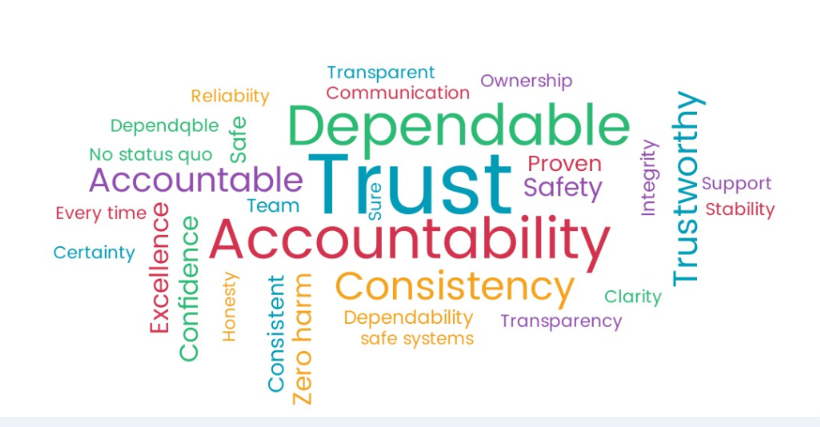 Transparent
Ownership
Communication
Reliabiity
Dependable
Dependqble
Safe
Trustworthy
No status quo
Trust
Proven
Integrity
Accountable
Safety
Support
Sure
Team
Every time
Stability
Excellence
Confidence
Accountability
Certainty
Consistency
Honesty
Consistent
Zero harm
Clarity
Dependability
Transparency
safe systems